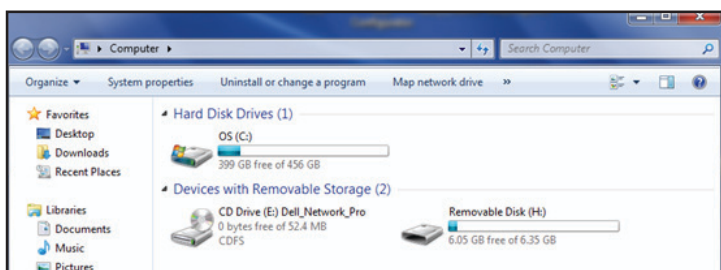 Computer
Search Computer
Organize
System properties
Uninstall or change a program
Map network drive
»
Favorites
Desktop
Downloads
Recent Places
Libraries
Documents
Music
Pictures
Hard Disk Drives (1)
OS (C:)
399 GB free of 456 GB
Devices with Removable Storage (2)
CD Drive (E:) Dell_Network_Pro
0 bytes free of 52.4 MB
CDFS
Removable Disk (H:)
6.05 GB free of 6.35 GB